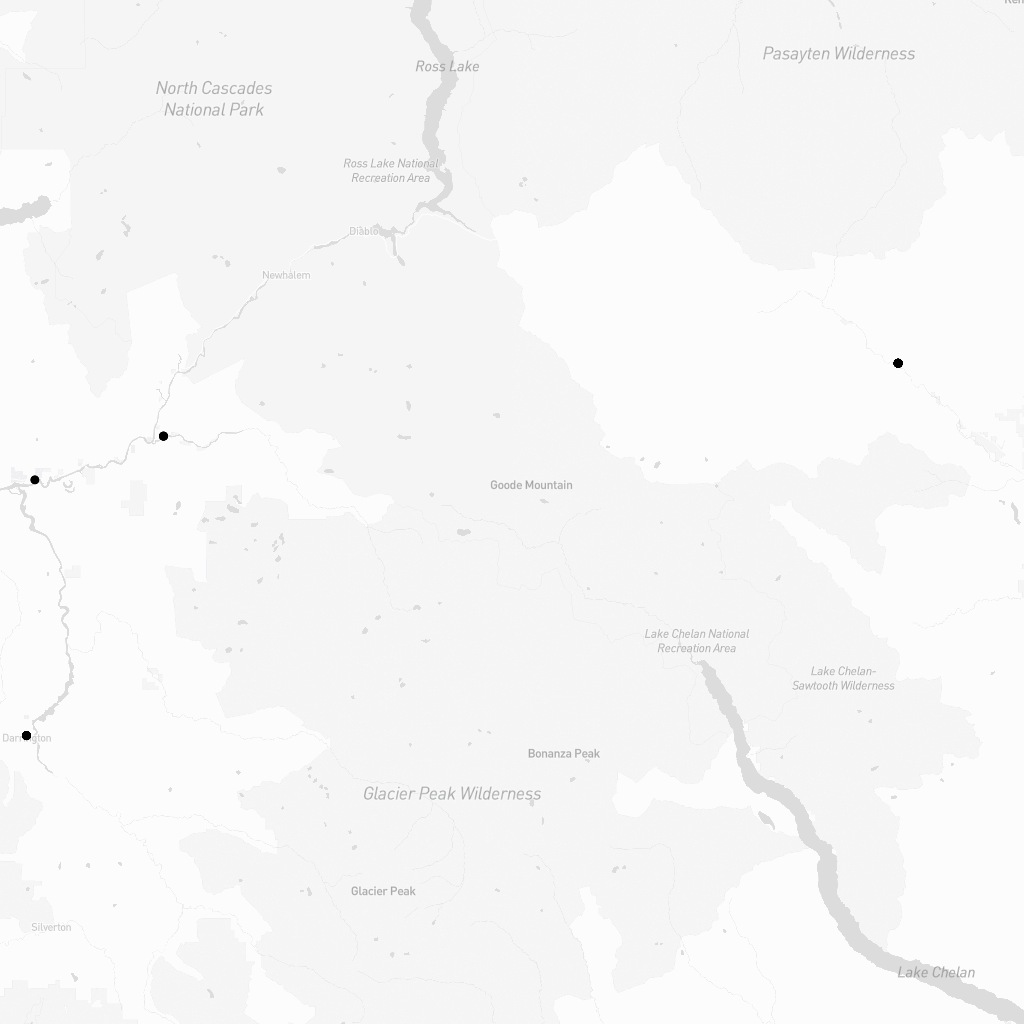 Pasayten Wilderness
Ross Lake
North Cascades
National Park
Ross Lake National
Recreation Area
Diablo
Newhalem
Goode Mountain
Lake Chelan National
Recreation Area
Lake Chelan-
Sawtooth Wilderness
Darrington
Bonanza Peak
Glacier Peak Wilderness
Glacier Peak
Silverton
Lake Chelan